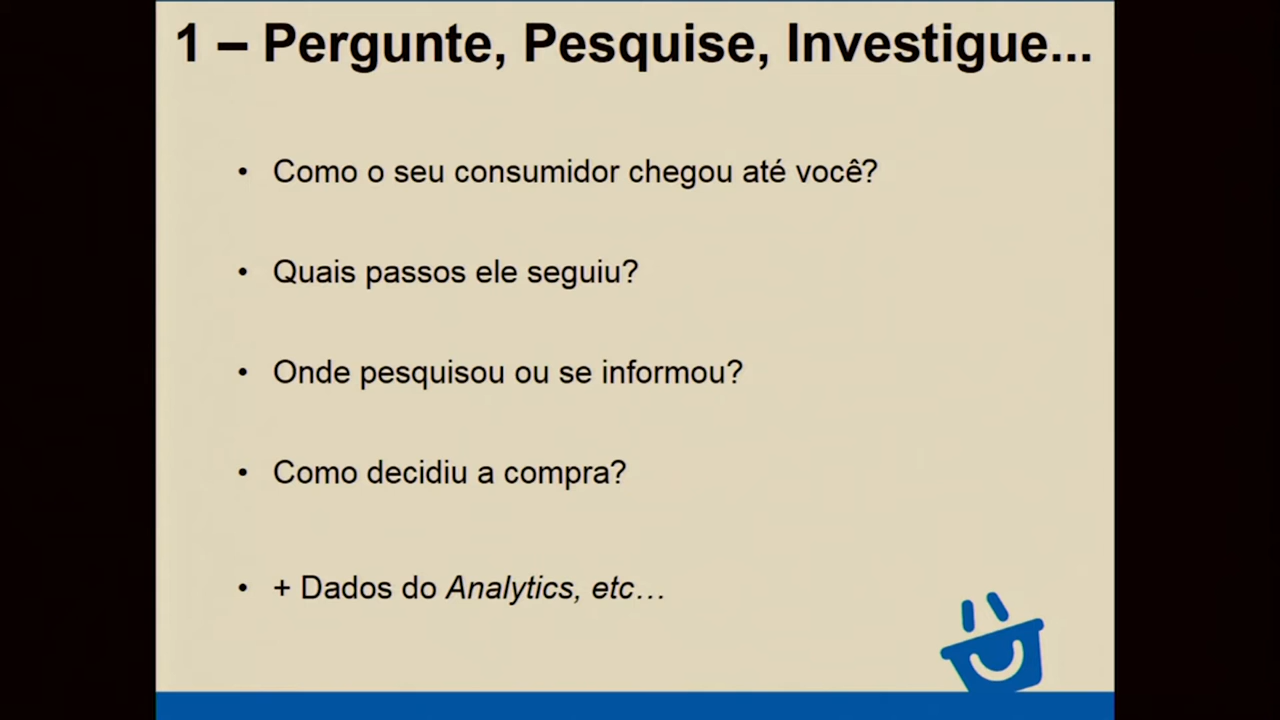 1 – Pergunte, Pesquise, Investigue...
• Como o seu consumidor chegou até você?
• Quais passos ele seguiu?
• Onde pesquisou ou se informou?
• Como decidiu a compra?
• + Dados do Analytics, etc…